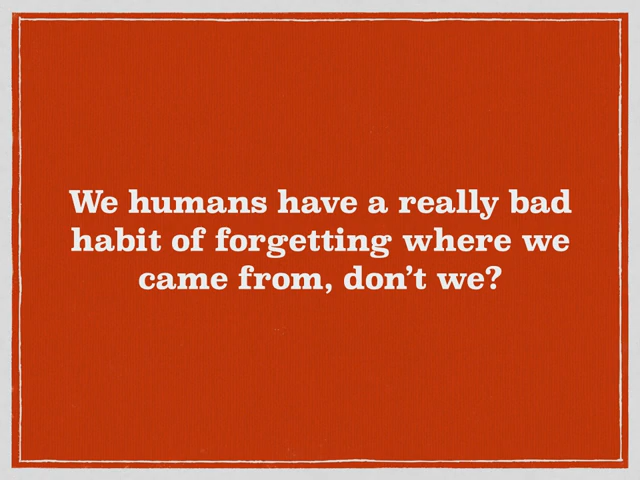 We humans have a really bad
habit of forgetting where we
came from, don’t we?